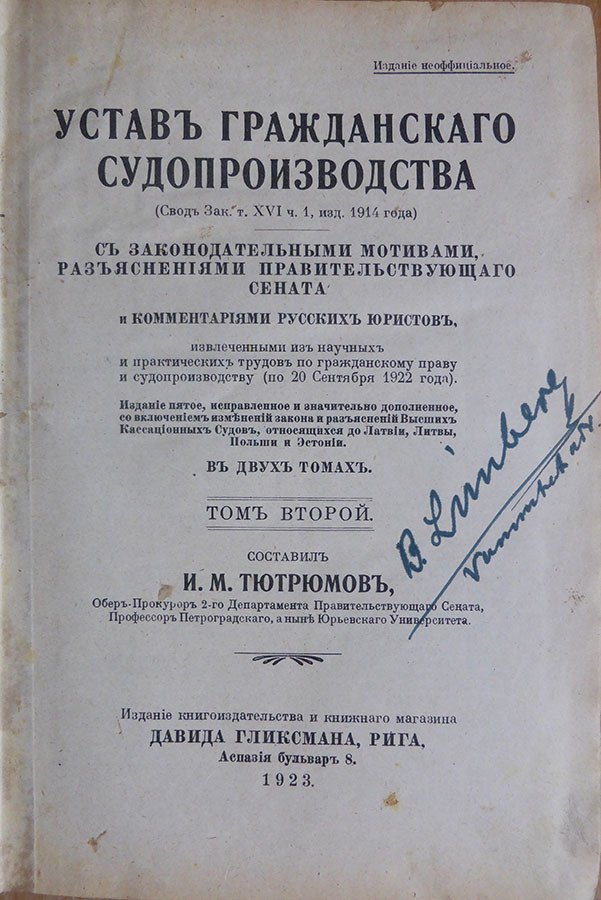 Изданіе неоффиціальное.
УСТАВЪ ГРАЖДАНСКАГО
СУДОПРОИЗВОДСТВА
(Сводъ Зак. т. XVI ч. 1, изд. 1914 года)
СЪ ЗАКОНОДАТЕЛЬНЫМИ МОТИВАМИ,
РАЗЪЯСНЕНІЯМИ ПРАВИТЕЛЬСТВУЮЩАГО
СЕНАТА
и КОММЕНТАРІЯМИ РУССКИХЪ ЮРИСТОВЪ,
извлеченными изъ научныхъ
и практическихъ трудовъ по гражданскому праву
и судопроизводству (по 20 Сентября 1922 года).
Изданіе пятое, исправленное и значительно дополненное,
со включеніемъ измѣненій закона и разъясненій Высшихъ
Кассаціонныхъ Судовъ, относящихся до Латвіи, Литвы,
Польши и Эстоніи.
ВЪ ДВУХЪ ТОМАХЪ.
ТОМЪ ВТОРОЙ.
B. Lünberg
СОСТАВИЛЪ
И. М. ТЮТРЮМОВЪ,
Оберъ-Прокуроръ 2-го Департамента Правительствующаго Сената,
Профессоръ Петроградскаго, а нынѣ Юрьевскаго Университета.
Изданіе книгоиздательства и книжнаго магазина
ДАВИДА ГЛИКСМАНА, РИГА,
Аспазія бульваръ 8.
1923.